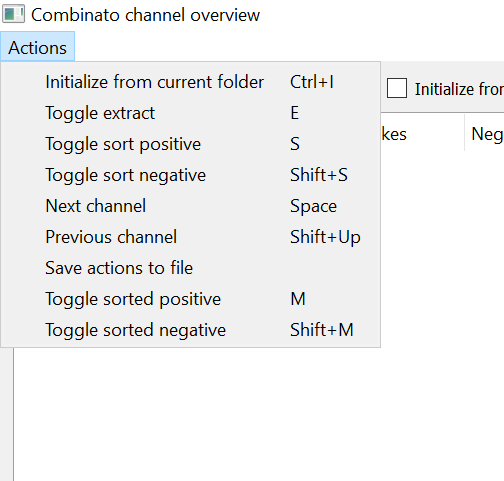 Combinato channel overview
Actions
Initialize from current folder Ctrl+I
Initialize fror
Toggle extract E
kes Neg
Toggle sort positive S
Toggle sort negative Shift+S
Next channel Space
Previous channel Shift+Up
Save actions to file
Toggle sorted positive M
Toggle sorted negative Shift+M